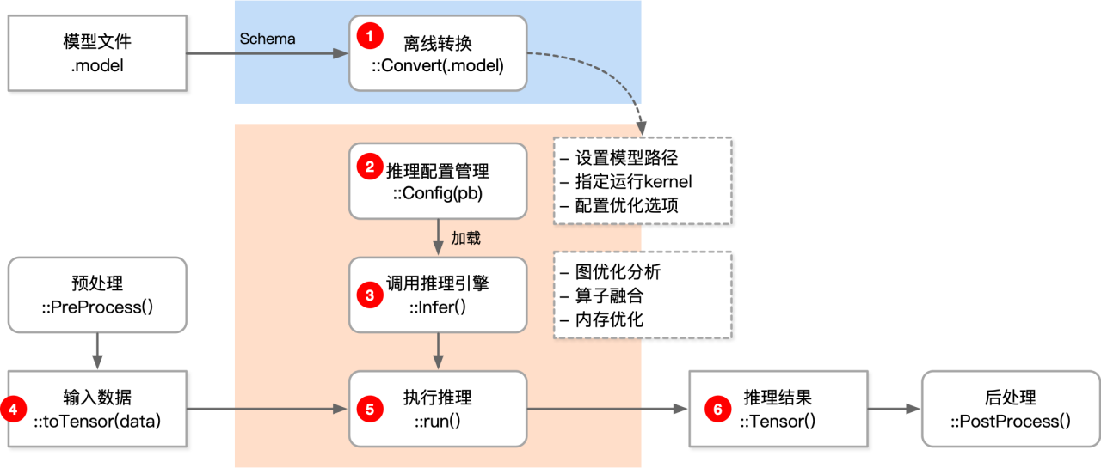 模型文件
.model
Schema
1
离线转换
::Convert(.model)
2
推理配置管理
::Config(pb)
– 设置模型路径
– 指定运行kernel
– 配置优化选项
加载
预处理
::PreProcess()
3
调用推理引擎
::Infer()
– 图优化分析
– 算子融合
– 内存优化
4
输入数据
::toTensor(data)
5
执行推理
::run()
6
推理结果
::Tensor()
后处理
::PostProcess()